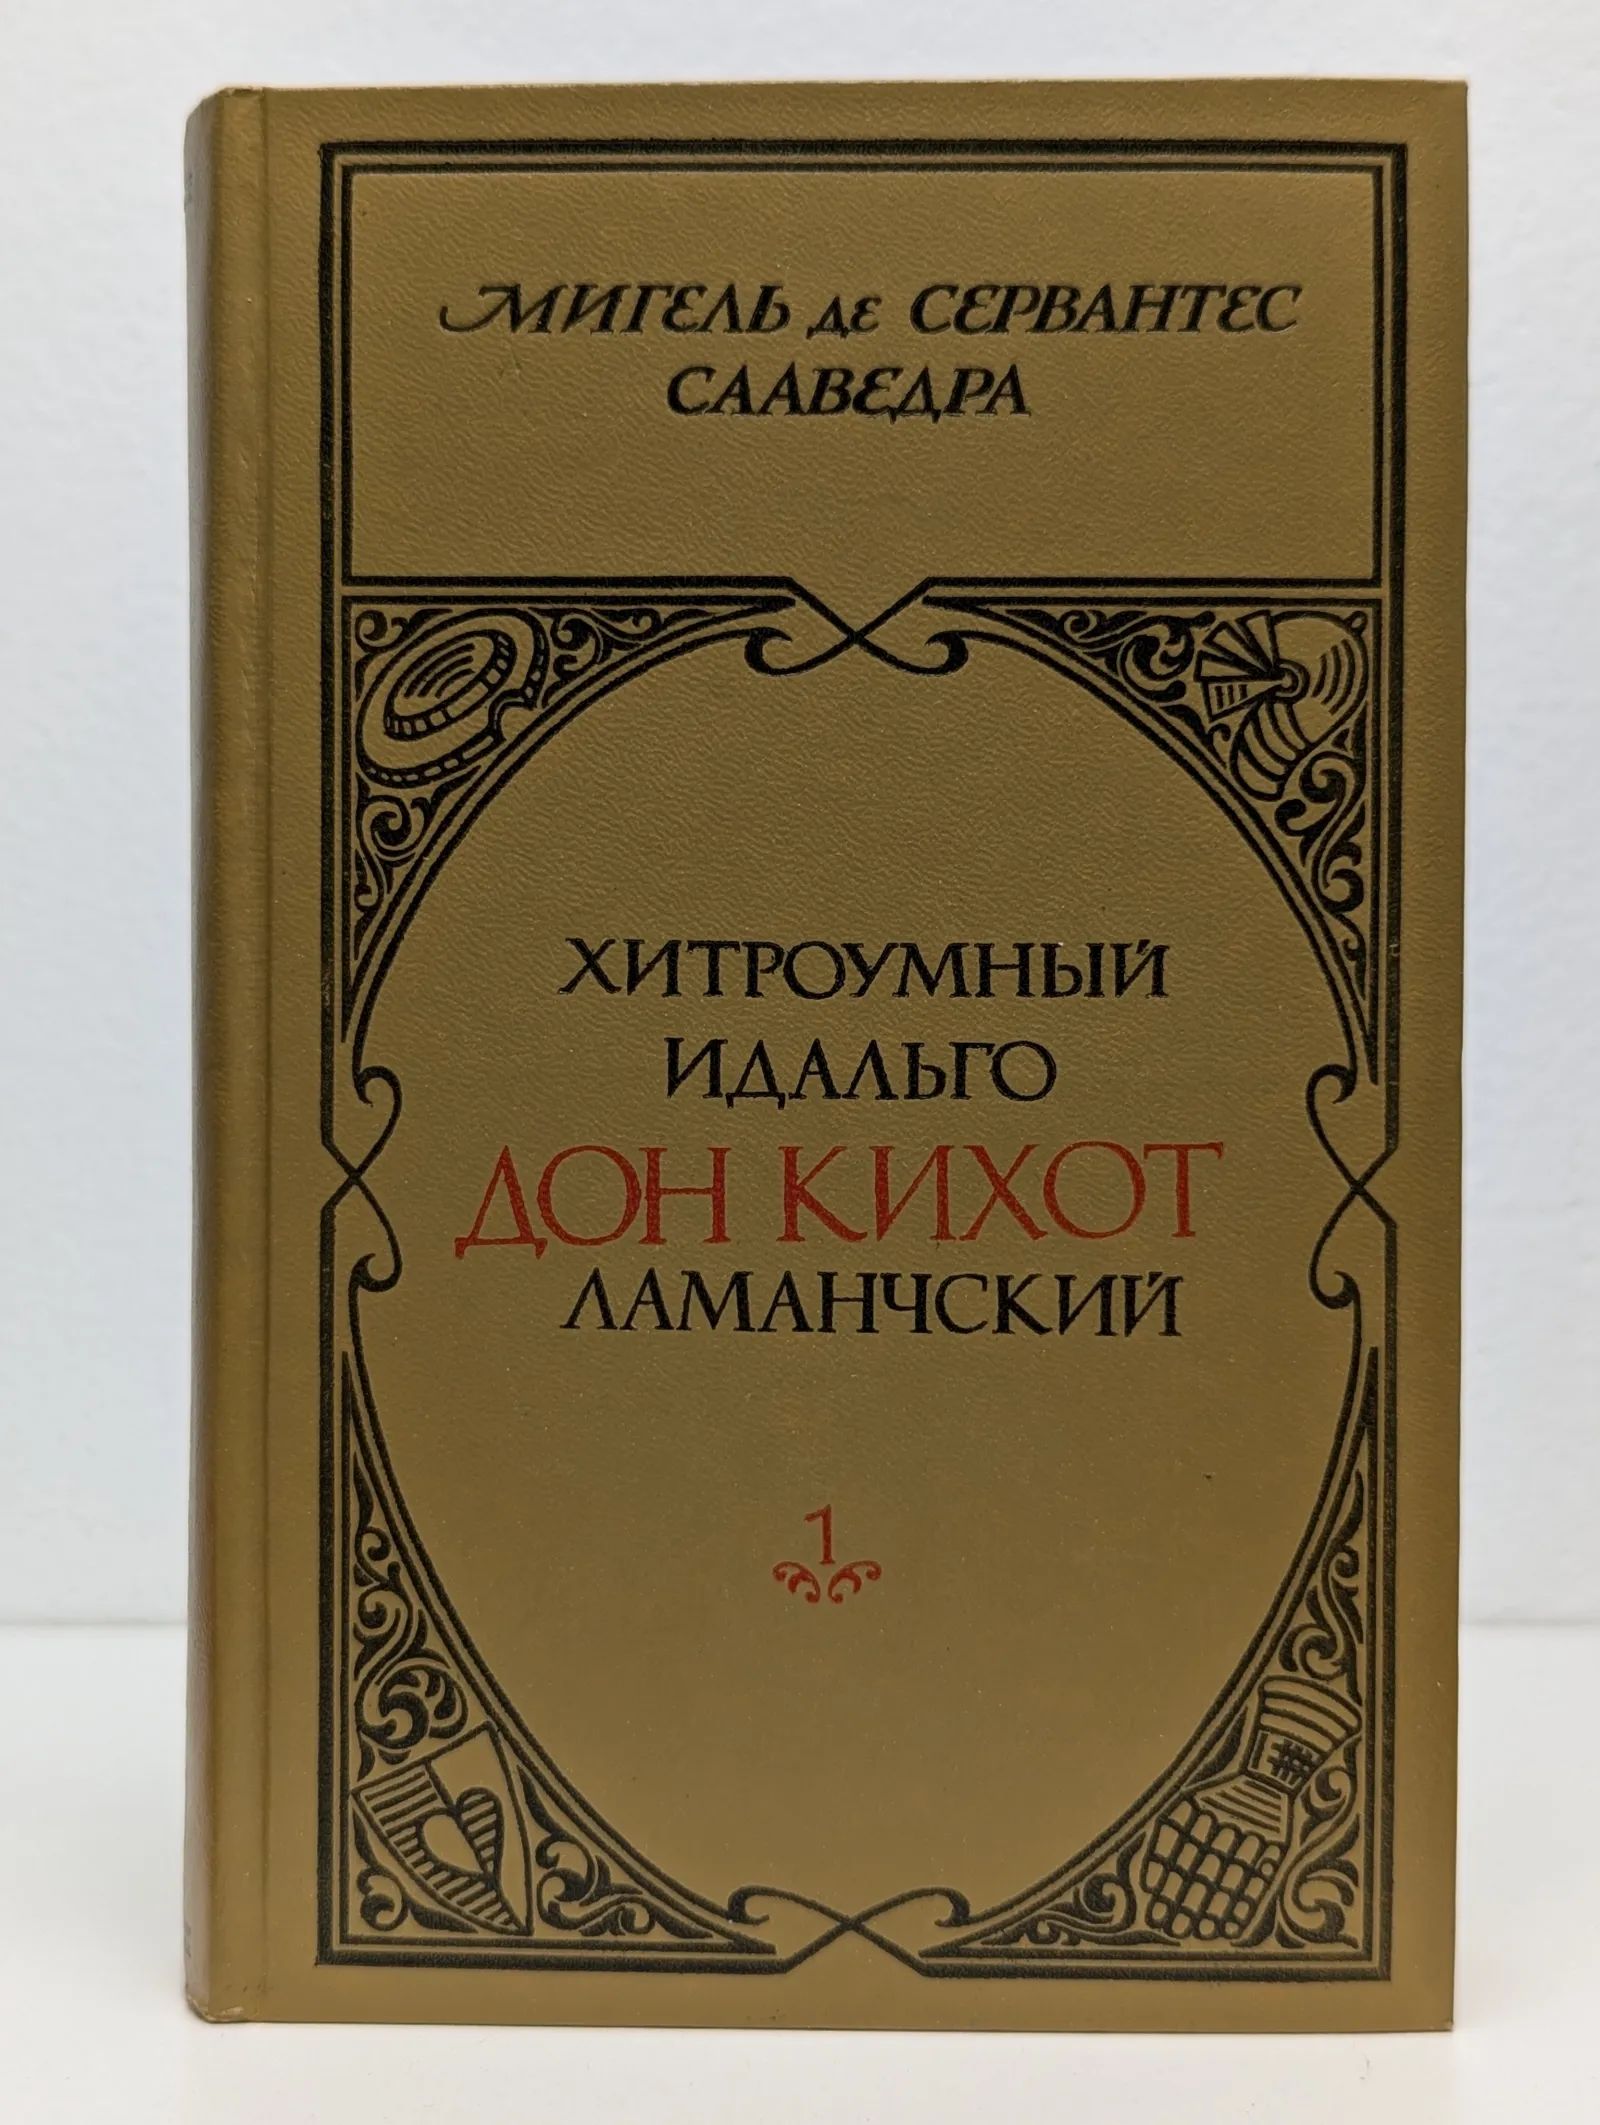 МИГЕЛЬ ДЕ СЕРВАНТЕС
СААВЕДРА
ХИТРОУМНЫЙ
ИДАЛЬГО
ДОН КИХОТ
ЛАМАНЧСКИЙ
1